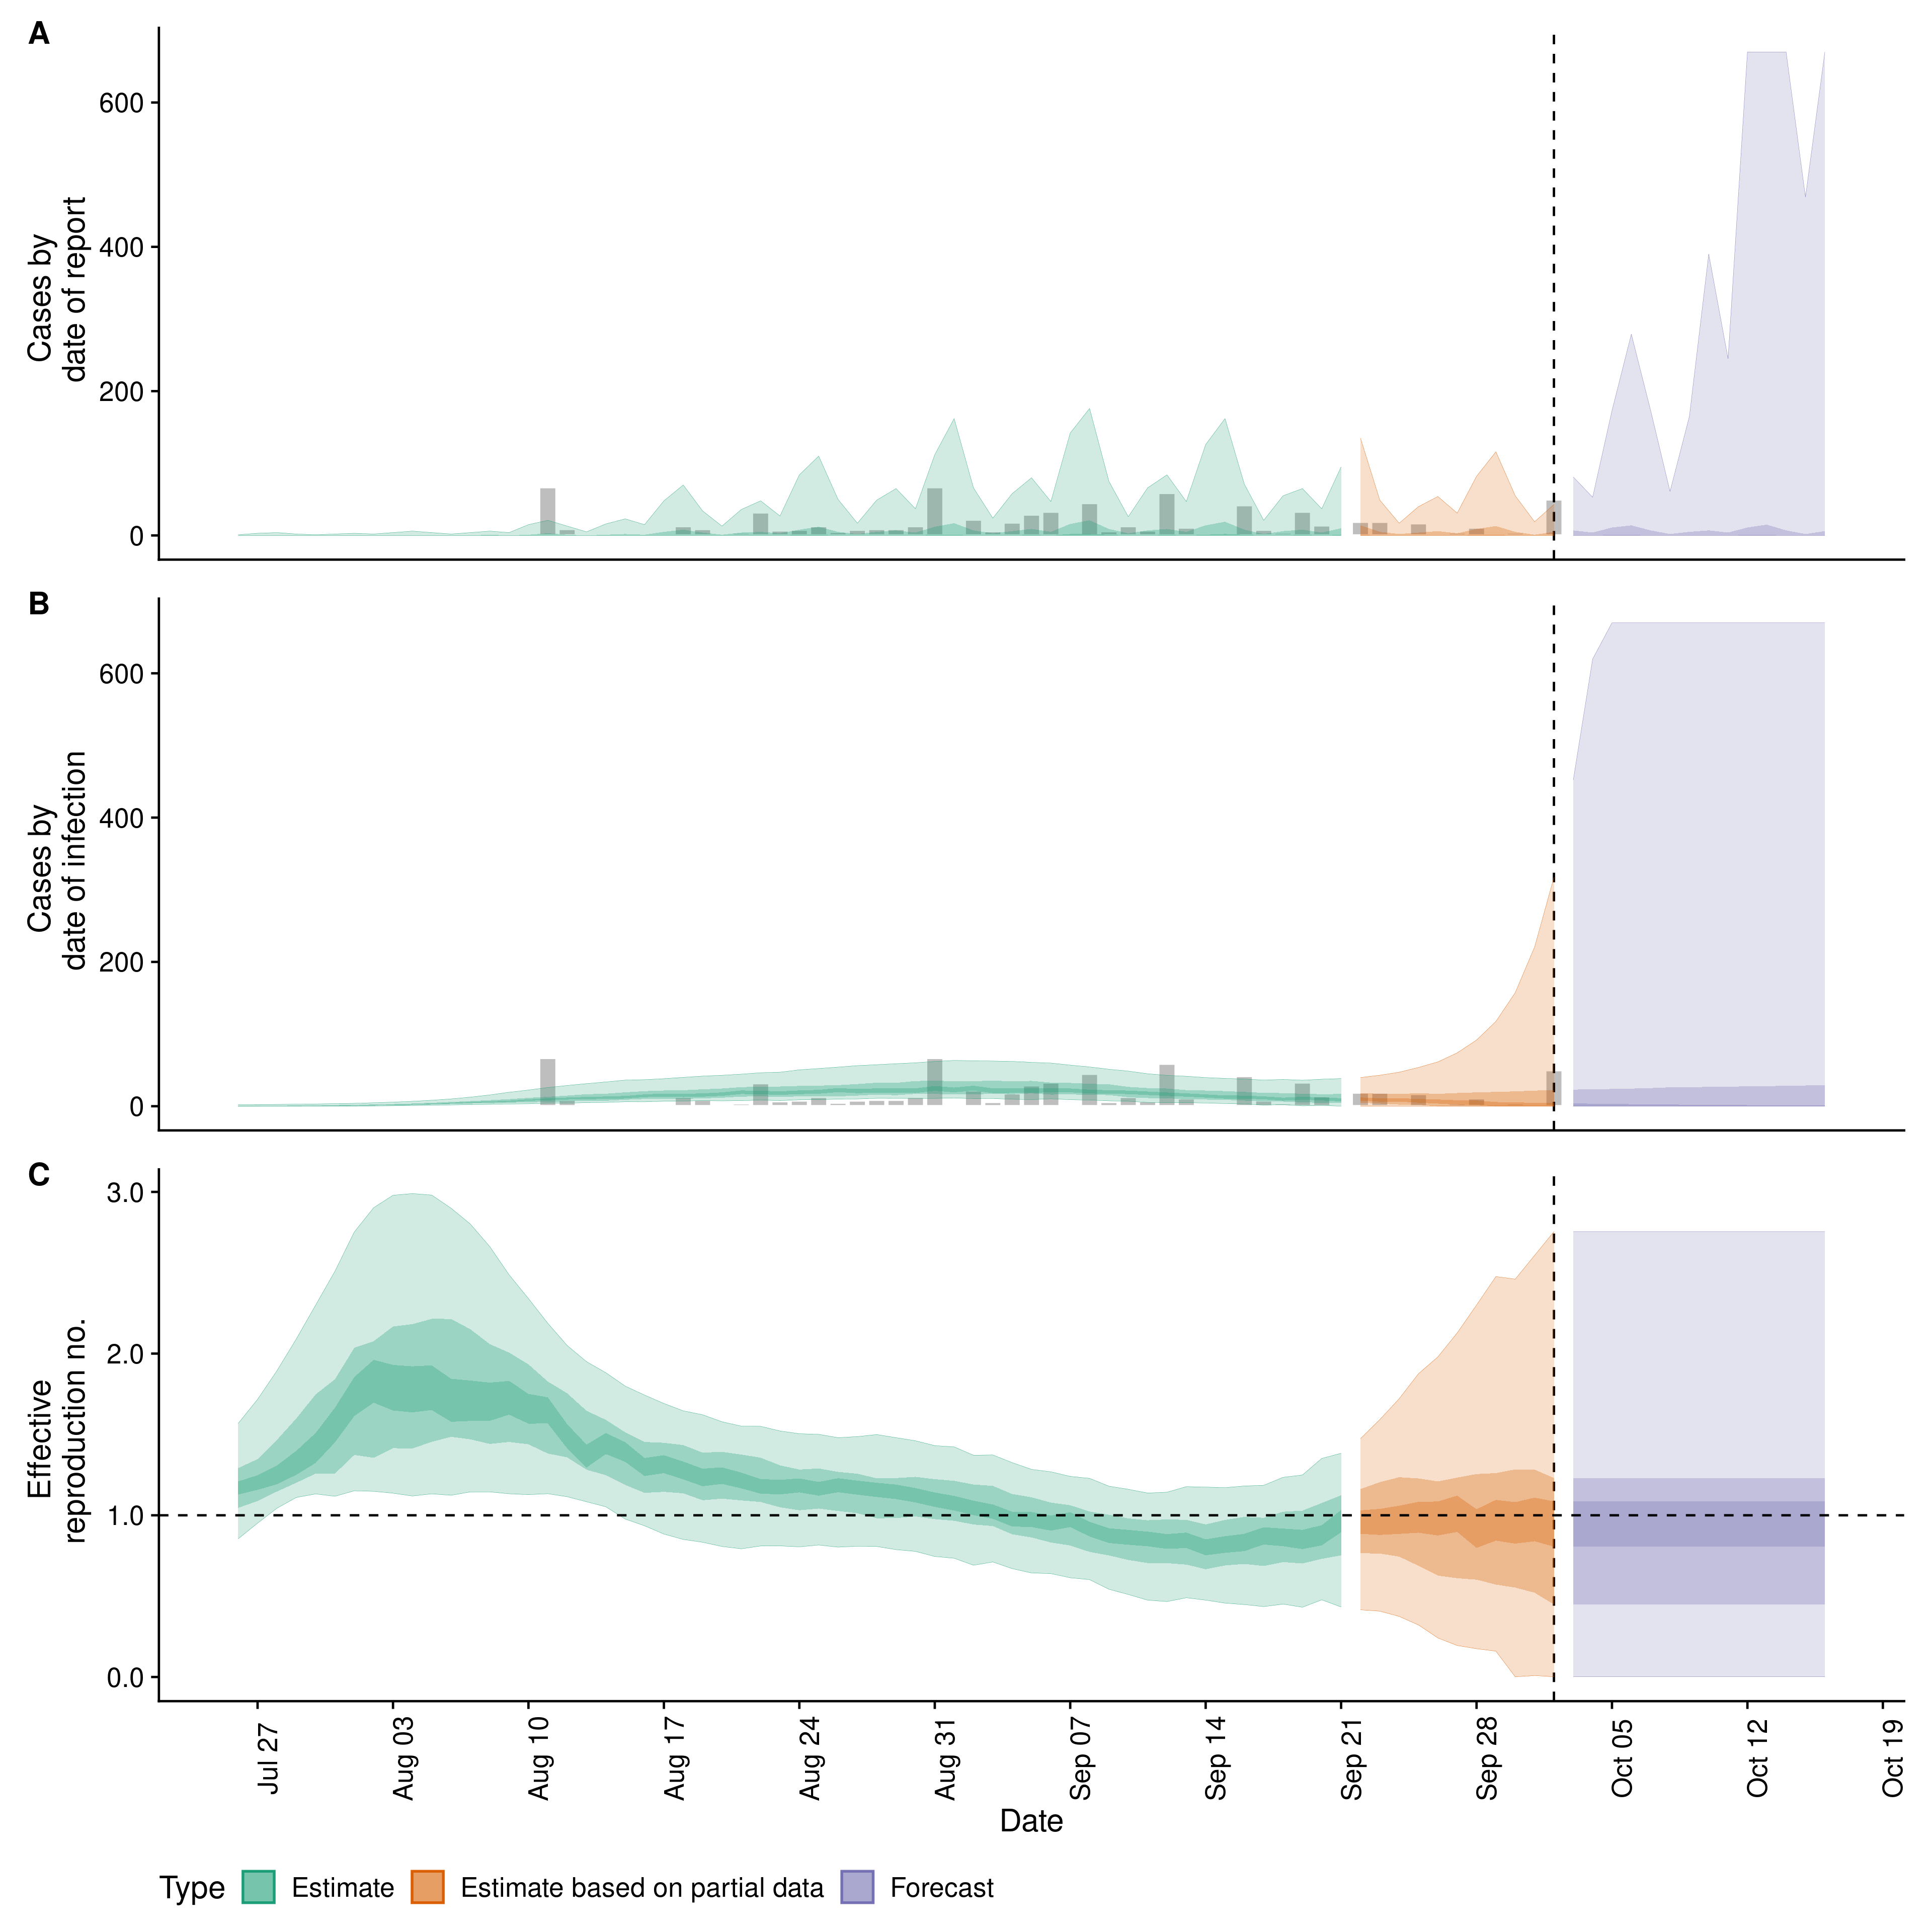 A
Cases by
date of report
600
400
200
0
B
Cases by
date of infection
600
400
200
0
C
Effective
reproduction no.
3.0
2.0
1.0
0.0
Jul 27
Aug 03
Aug 10
Aug 17
Aug 24
Aug 31
Sep 07
Sep 14
Sep 21
Sep 28
Oct 05
Oct 12
Oct 19
Date
Type Estimate Estimate based on partial data Forecast